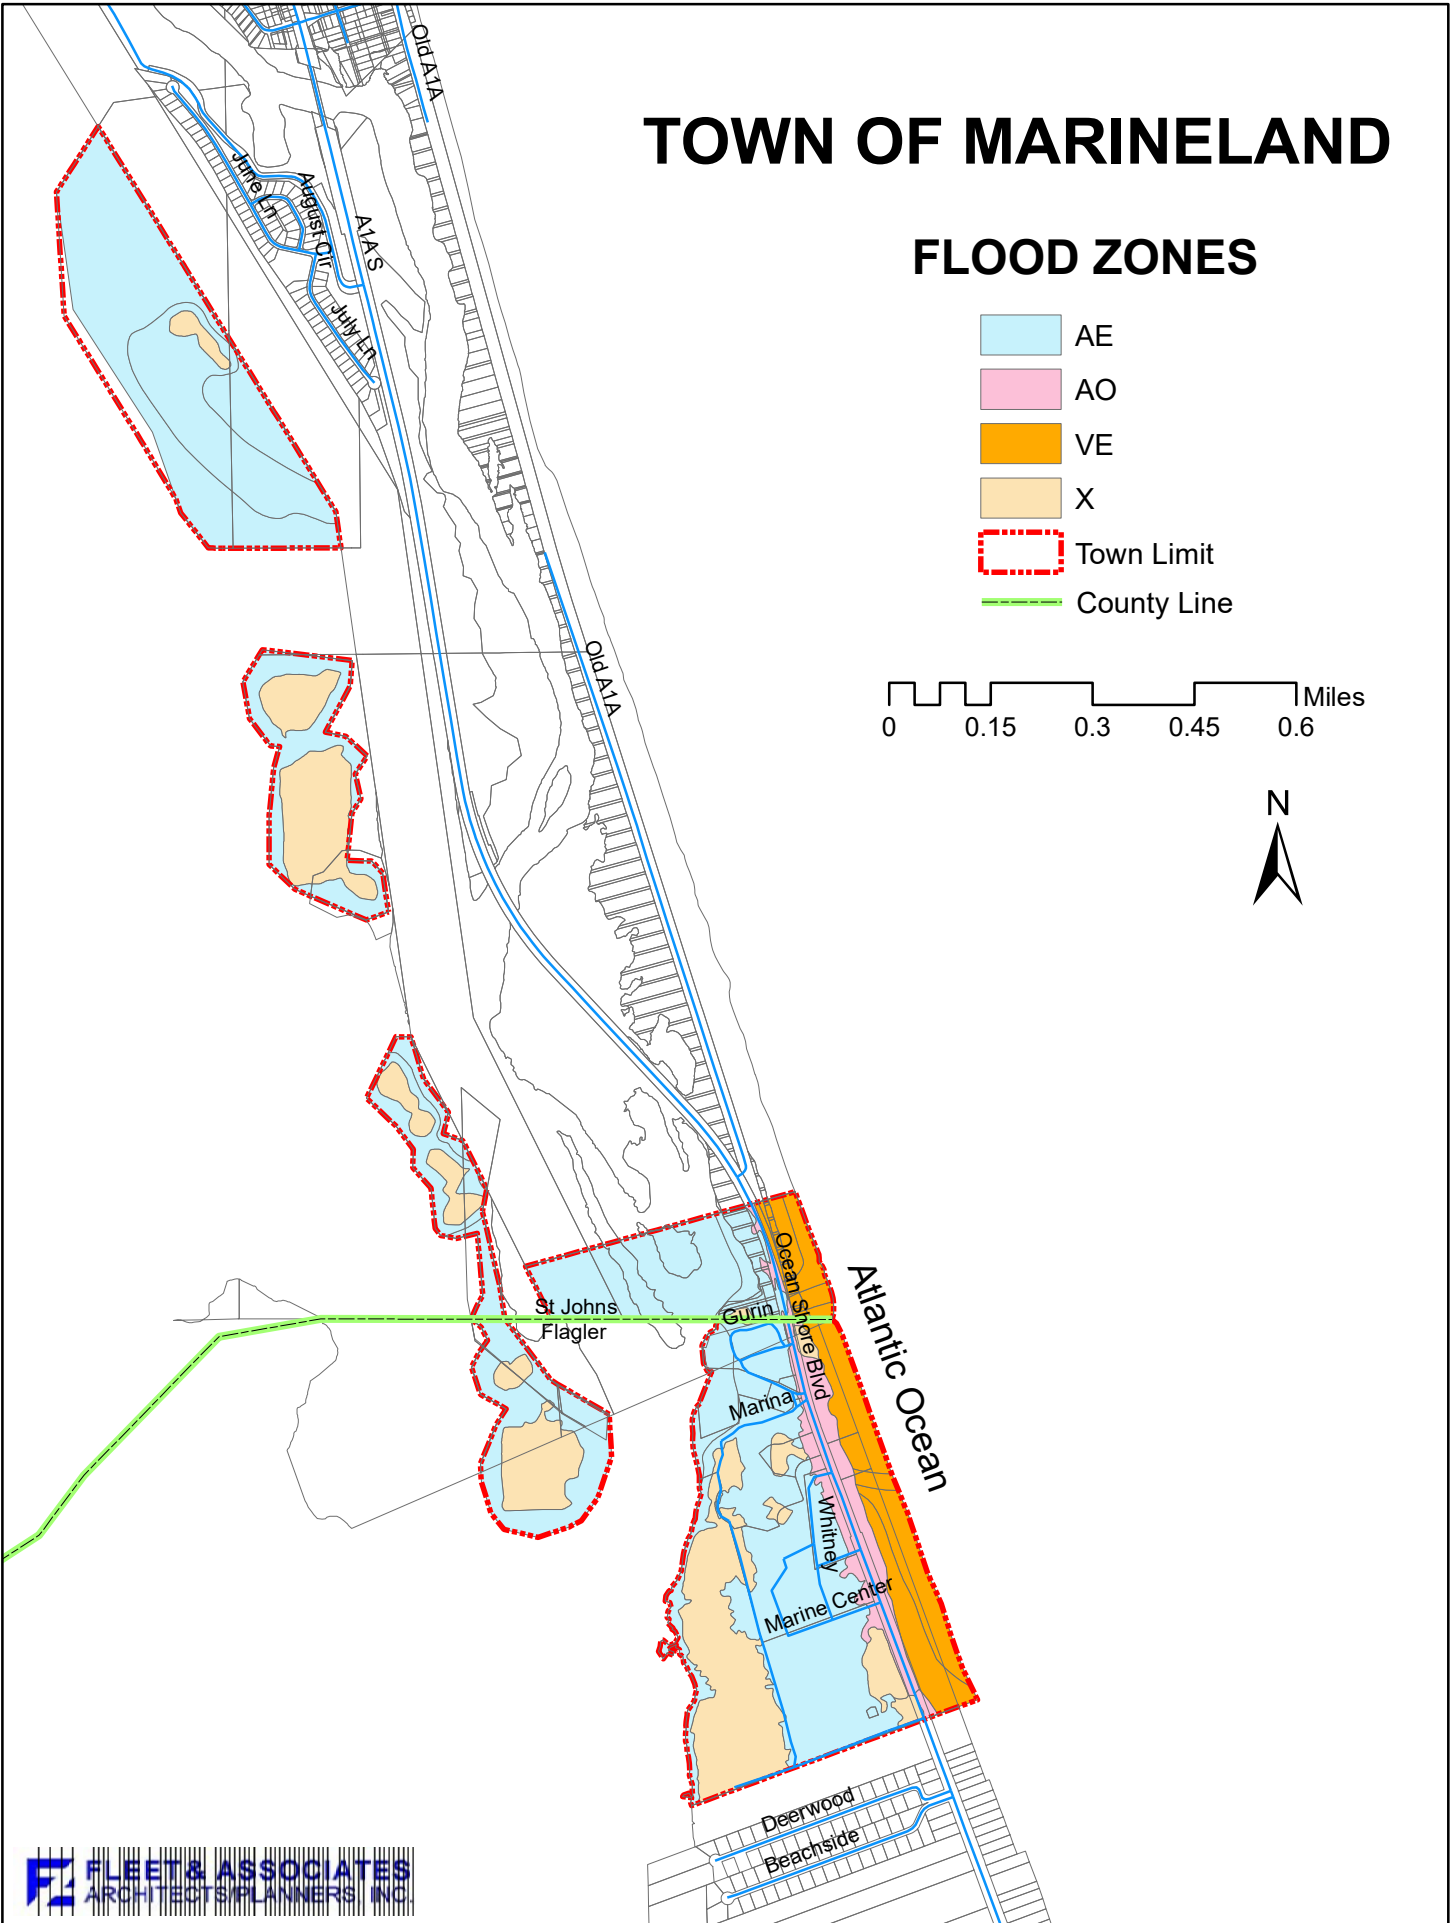 TOWN OF MARINELAND
FLOOD ZONES
AE
AO
VE
X
Town Limit
County Line
Miles
0 0.15 0.3 0.45 0.6
N
Old A1A
June Ln
August Cir
A1A S
July Ln
Old A1A
Ocean Shore Blvd
Atlantic Ocean
St Johns
Flagler
Gurin
Marina
Whitney
Marine Center
Deerwood
Beachside
FLEET & ASSOCIATES
ARCHITECTS/PLANNERS, INC.